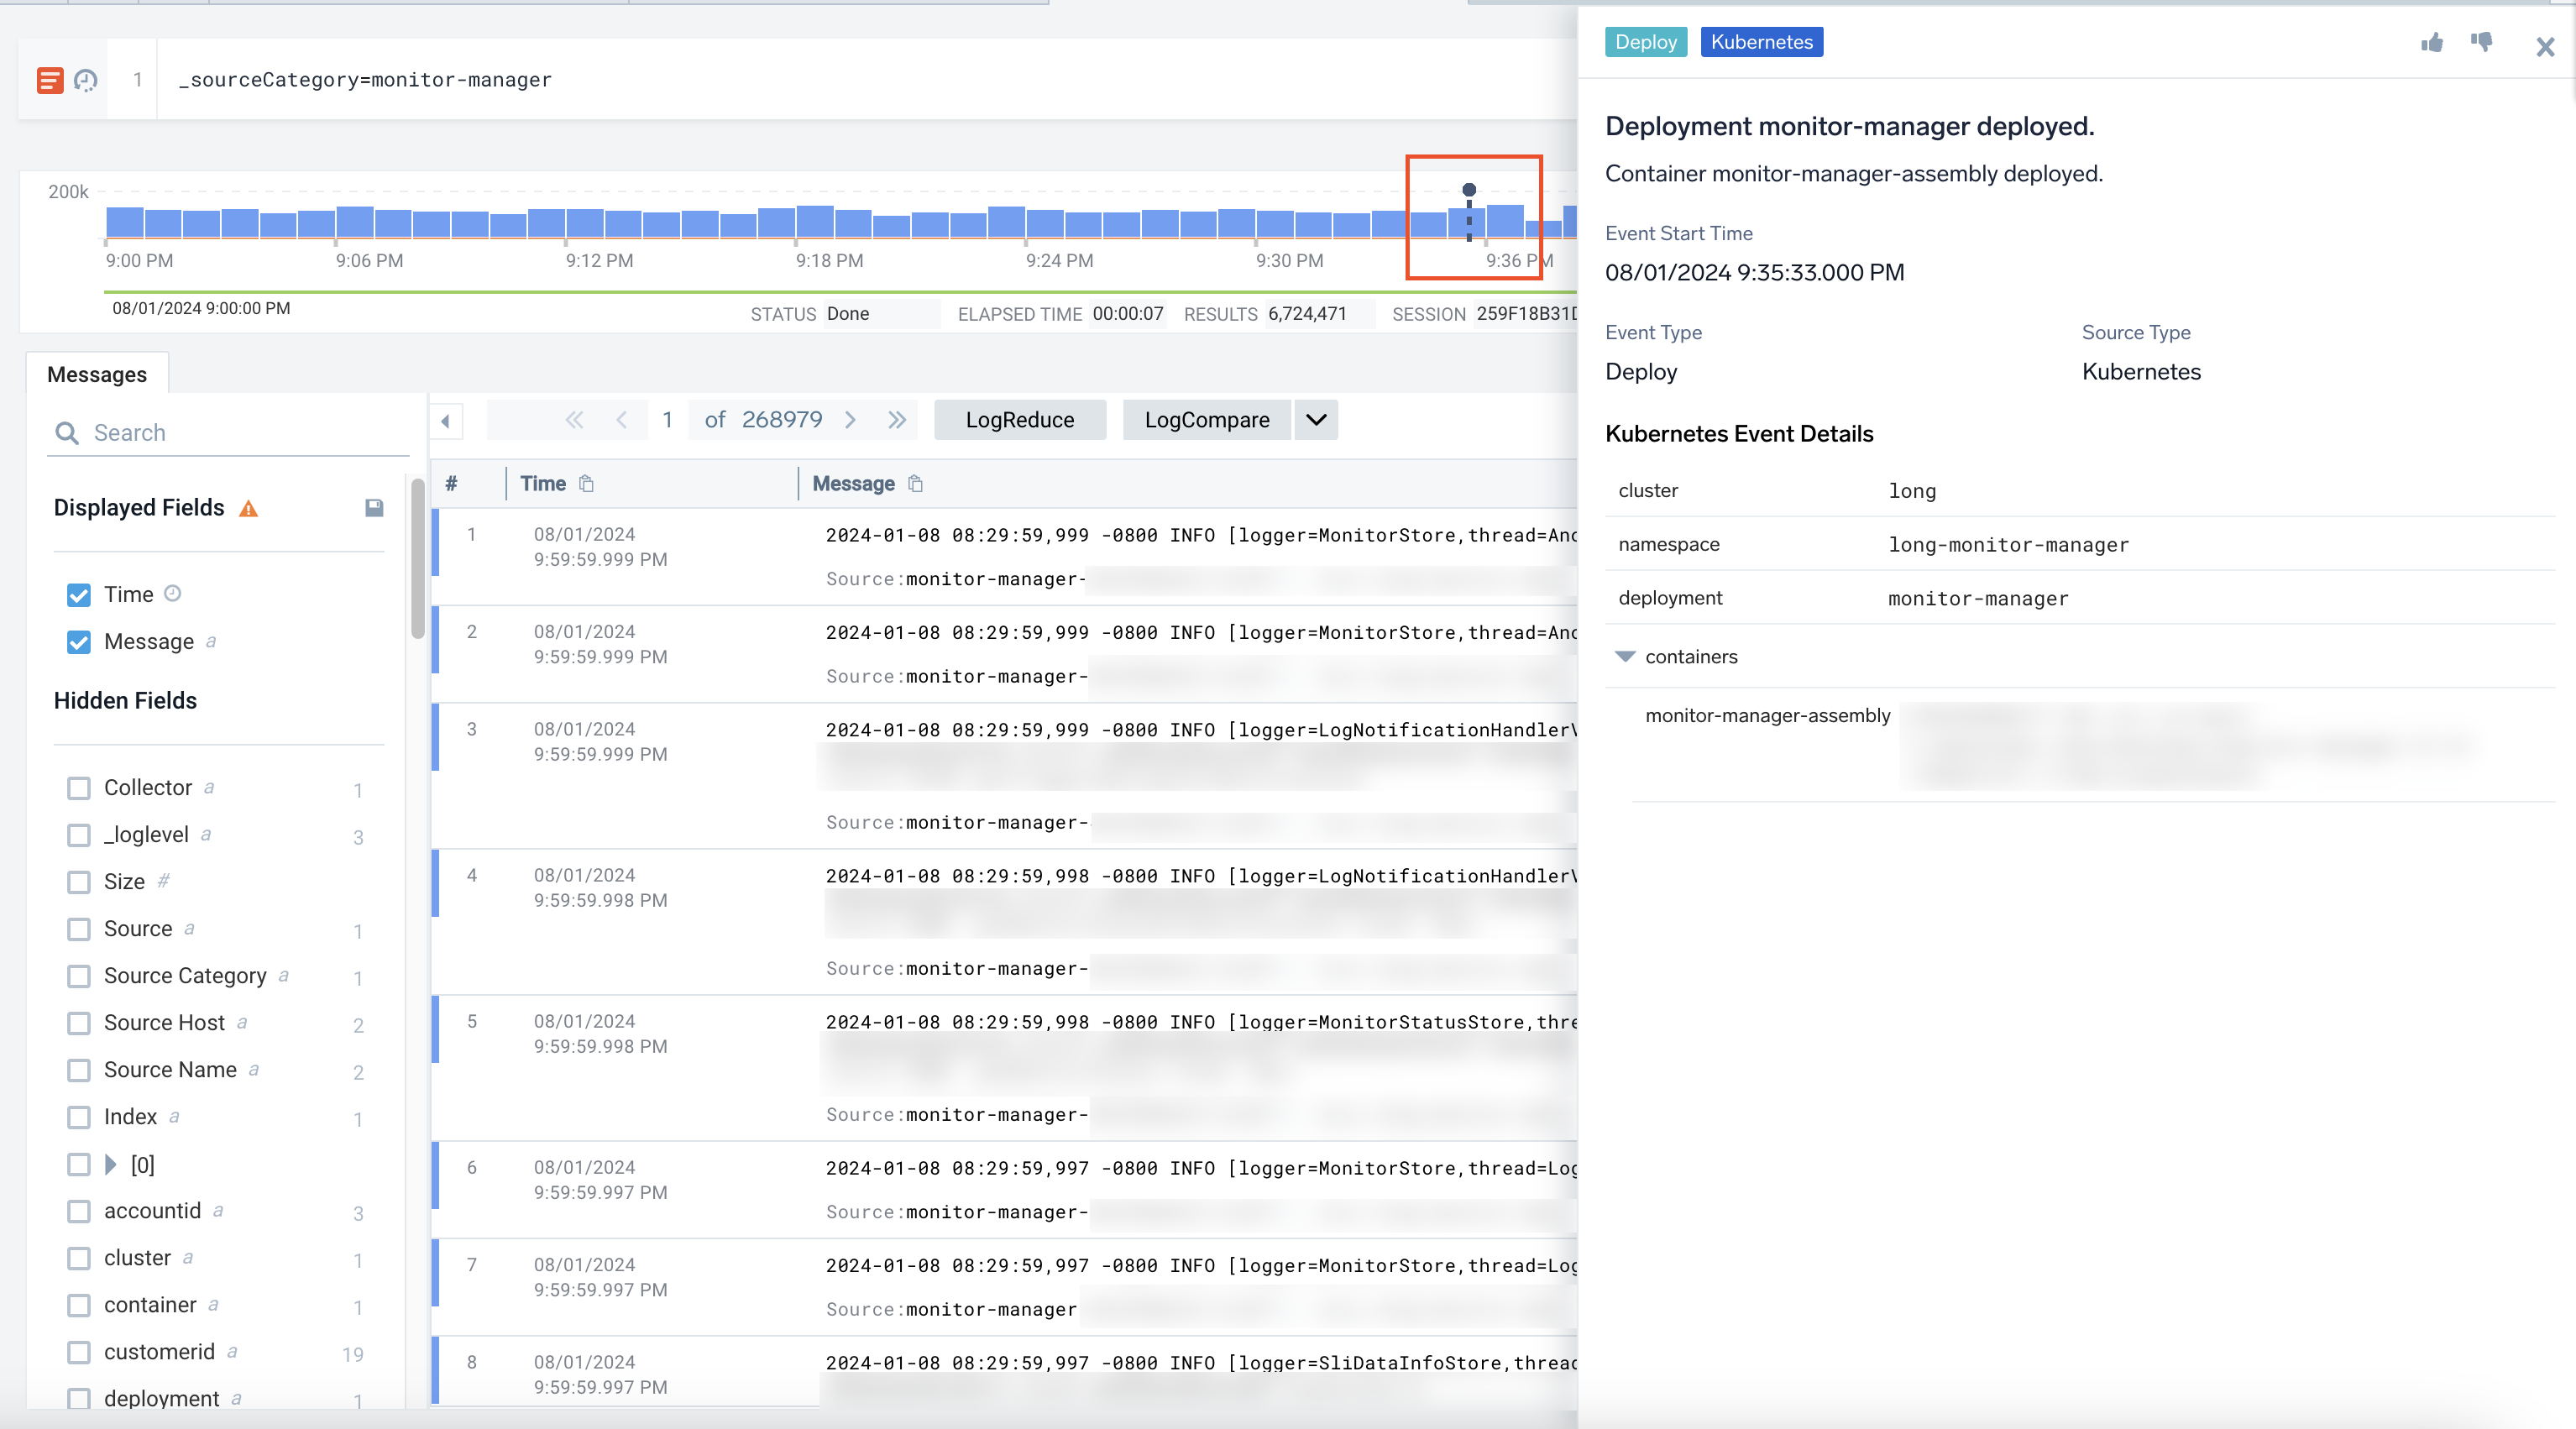 1 _sourceCategory=monitor-manager
200k
9:00 PM 9:06 PM 9:12 PM 9:18 PM 9:24 PM 9:30 PM 9:36 PM
08/01/2024 9:00:00 PM
STATUS Done ELAPSED TIME 00:00:07 RESULTS 6,724,471 SESSION 259F18B31
Messages
Search
Displayed Fields
Time
Message a
Hidden Fields
Collector a 1
_loglevel a 3
Size #
Source a 1
Source Category a 1
Source Host a 2
Source Name a 2
Index a 1
[0]
accountid a 3
cluster a 1
container a 1
customerid a 19
deployment a 1
1 of 268979 LogReduce LogCompare
# Time Message
1 08/01/2024 9:59:59.999 PM 2024-01-08 08:29:59,999 -0800 INFO [logger=MonitorStore,thread=Anc
Source:monitor-manager-
2 08/01/2024 9:59:59.999 PM 2024-01-08 08:29:59,999 -0800 INFO [logger=MonitorStore,thread=Anc
Source:monitor-manager-
3 08/01/2024 9:59:59.999 PM 2024-01-08 08:29:59,999 -0800 INFO [logger=LogNotificationHandler
Source:monitor-manager-
4 08/01/2024 9:59:59.998 PM 2024-01-08 08:29:59,998 -0800 INFO [logger=LogNotificationHandler
Source:monitor-manager-
5 08/01/2024 9:59:59.998 PM 2024-01-08 08:29:59,998 -0800 INFO [logger=MonitorStatusStore,thre
Source:monitor-manager-
6 08/01/2024 9:59:59.997 PM 2024-01-08 08:29:59,997 -0800 INFO [logger=MonitorStore,thread=Log
Source:monitor-manager-
7 08/01/2024 9:59:59.997 PM 2024-01-08 08:29:59,997 -0800 INFO [logger=MonitorStore,thread=Log
Source:monitor-manager
8 08/01/2024 9:59:59.997 PM 2024-01-08 08:29:59,997 -0800 INFO [logger=SliDataInfoStore,thread
Deploy Kubernetes
Deployment monitor-manager deployed.
Container monitor-manager-assembly deployed.
Event Start Time
08/01/2024 9:35:33.000 PM
Event Type Source Type
Deploy Kubernetes
Kubernetes Event Details
cluster long
namespace long-monitor-manager
deployment monitor-manager
containers
monitor-manager-assembly